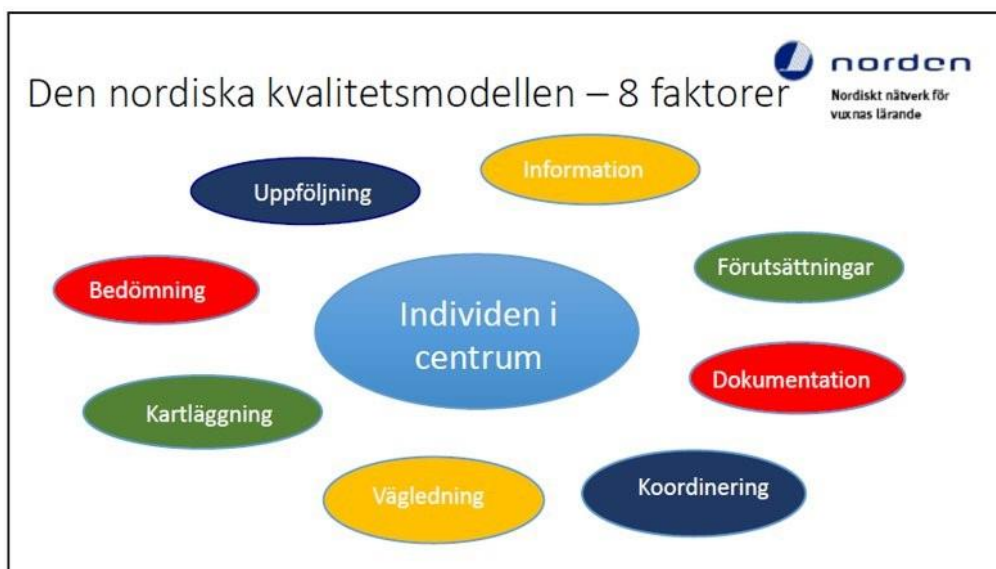 Den nordiska kvalitetsmodellen – 8 faktorer
norden
Nordiskt nätverk för
vuxnas lärande
Information
Uppföljning
Förutsättningar
Bedömning
Individen i
centrum
Dokumentation
Kartläggning
Koordinering
Vägledning